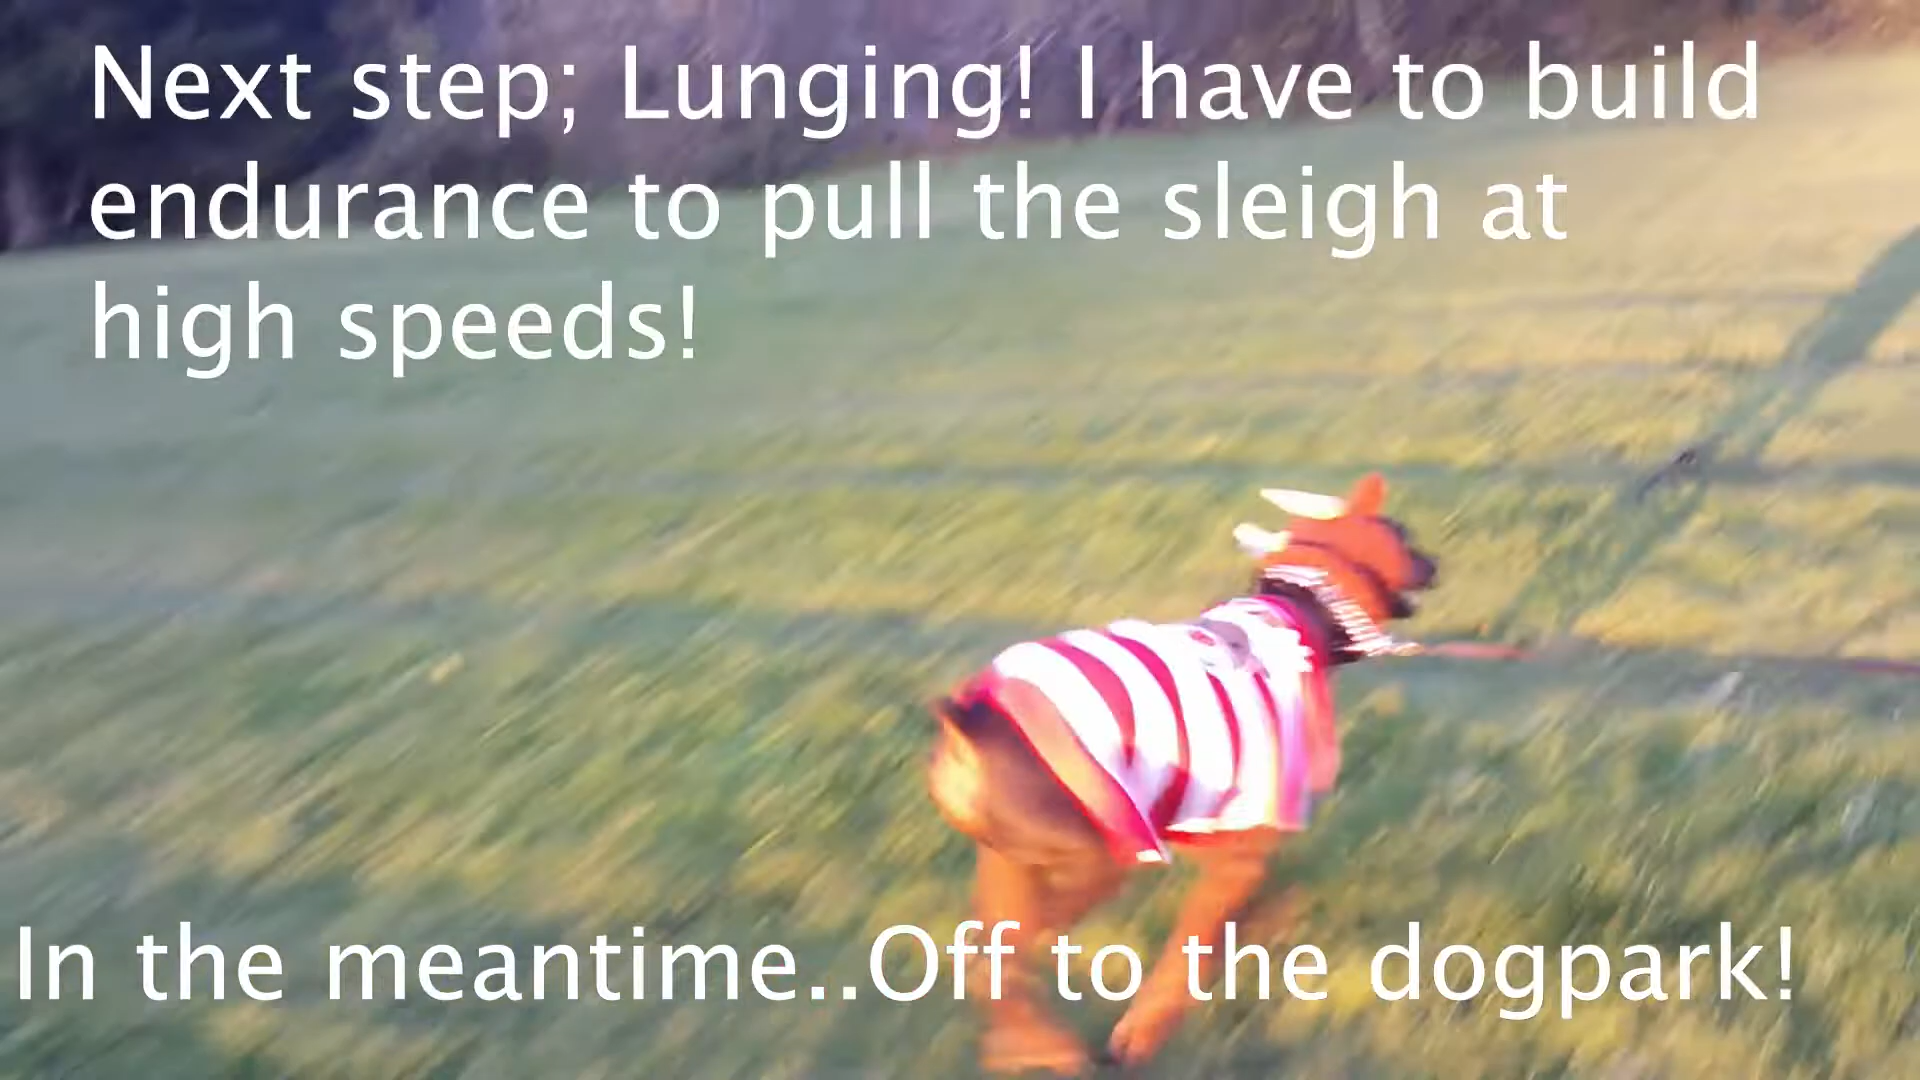 Next step; Lunging! I have to build
endurance to pull the sleigh at
high speeds!
In the meantime..Off to the dogpark!